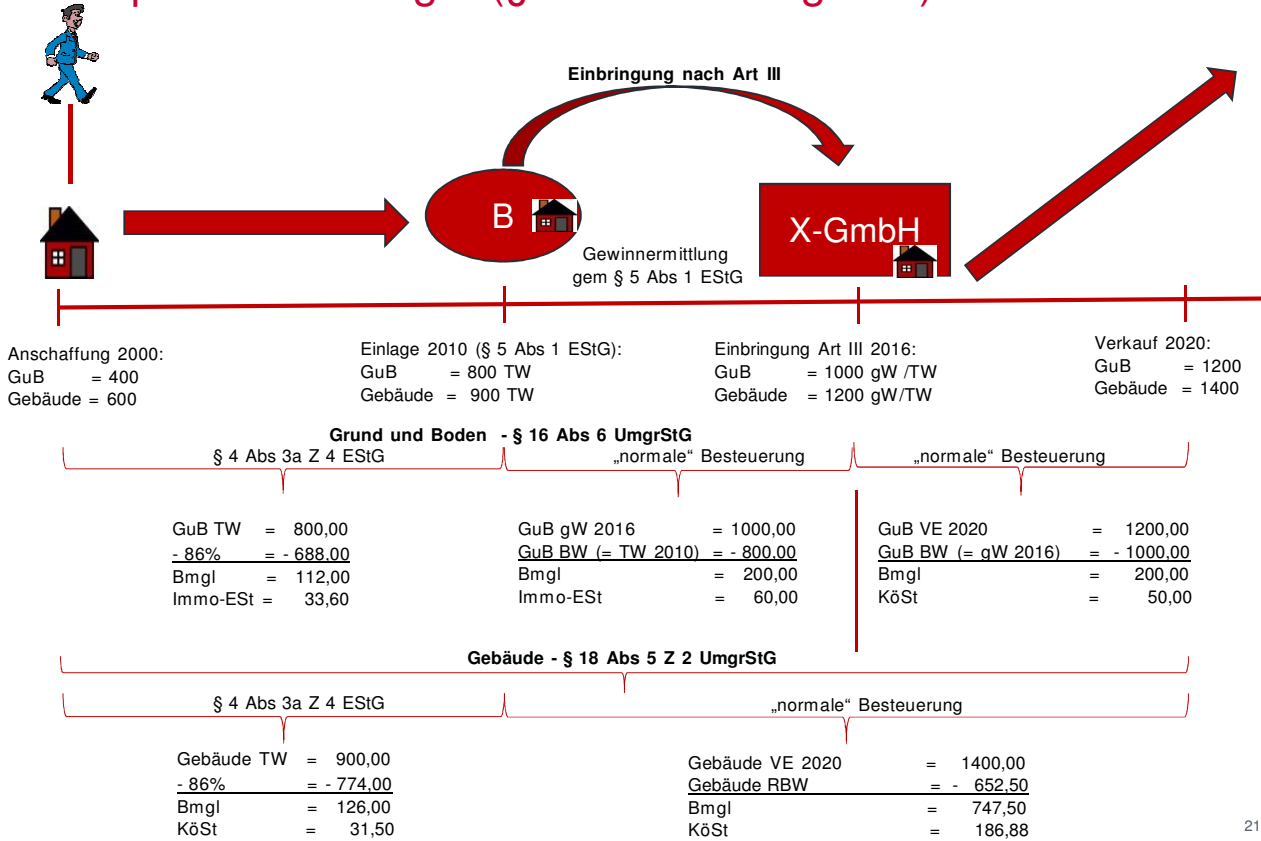 Einbringung nach Art III
B
X-GmbH
Gewinnermittlung
gem § 5 Abs 1 EStG
Anschaffung 2000:
GuB = 400
Gebäude = 600
Einlage 2010 (§ 5 Abs 1 EStG):
GuB = 800 TW
Gebäude = 900 TW
Einbringung Art III 2016:
GuB = 1000 gW /TW
Gebäude = 1200 gW/TW
Verkauf 2020:
GuB = 1200
Gebäude = 1400
Grund und Boden - § 16 Abs 6 UmgrStG
§ 4 Abs 3a Z 4 EStG
„normale“ Besteuerung
„normale“ Besteuerung
GuB TW = 800,00
- 86% = - 688,00
Bmgl = 112,00
Immo-ESt = 33,60
GuB gW 2016 = 1000,00
GuB BW (= TW 2010) = - 800,00
Bmgl = 200,00
Immo-ESt = 60,00
GuB VE 2020 = 1200,00
GuB BW (= gW 2016) = - 1000,00
Bmgl = 200,00
KöSt = 50,00
Gebäude - § 18 Abs 5 Z 2 UmgrStG
§ 4 Abs 3a Z 4 EStG
„normale“ Besteuerung
Gebäude TW = 900,00
- 86% = - 774,00
Bmgl = 126,00
KöSt = 31,50
Gebäude VE 2020 = 1400,00
Gebäude RBW = - 652,50
Bmgl = 747,50
KöSt = 186,88
21